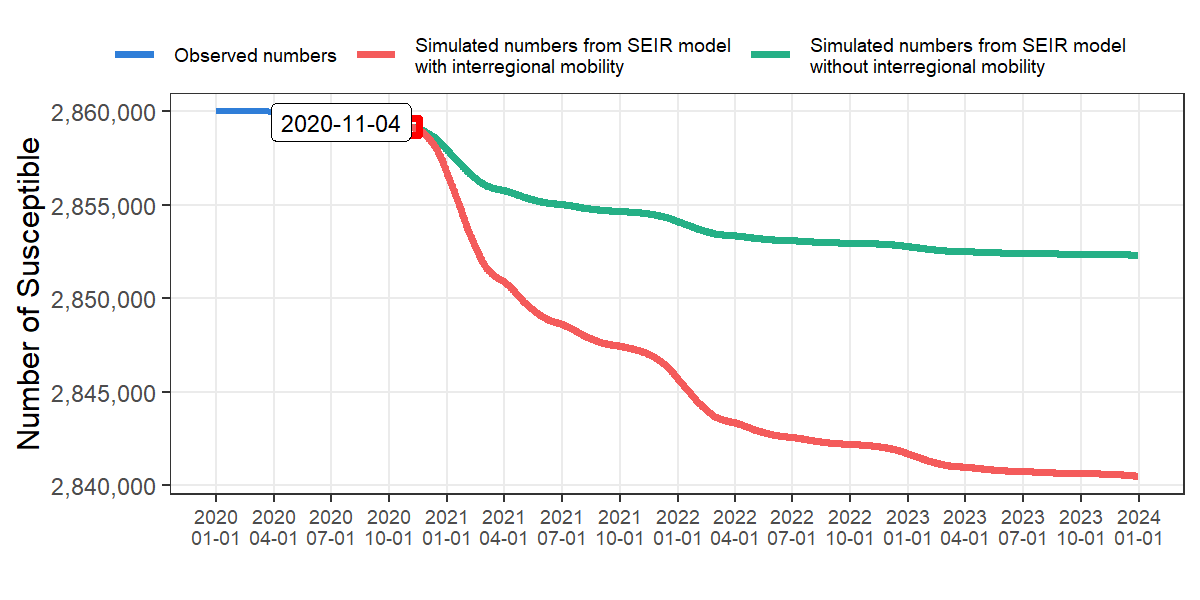 Observed numbers
Simulated numbers from SEIR model
with interregional mobility
Simulated numbers from SEIR model
without interregional mobility
Number of Susceptible
2,860,000
2,855,000
2,850,000
2,845,000
2,840,000
2020-11-04
2020 2020 2020 2020 2021 2021 2021 2021 2022 2022 2022 2022 2023 2023 2023 2023 2024
01-01 04-01 07-01 10-01 01-01 04-01 07-01 10-01 01-01 04-01 07-01 10-01 01-01 04-01 07-01 10-01 01-01